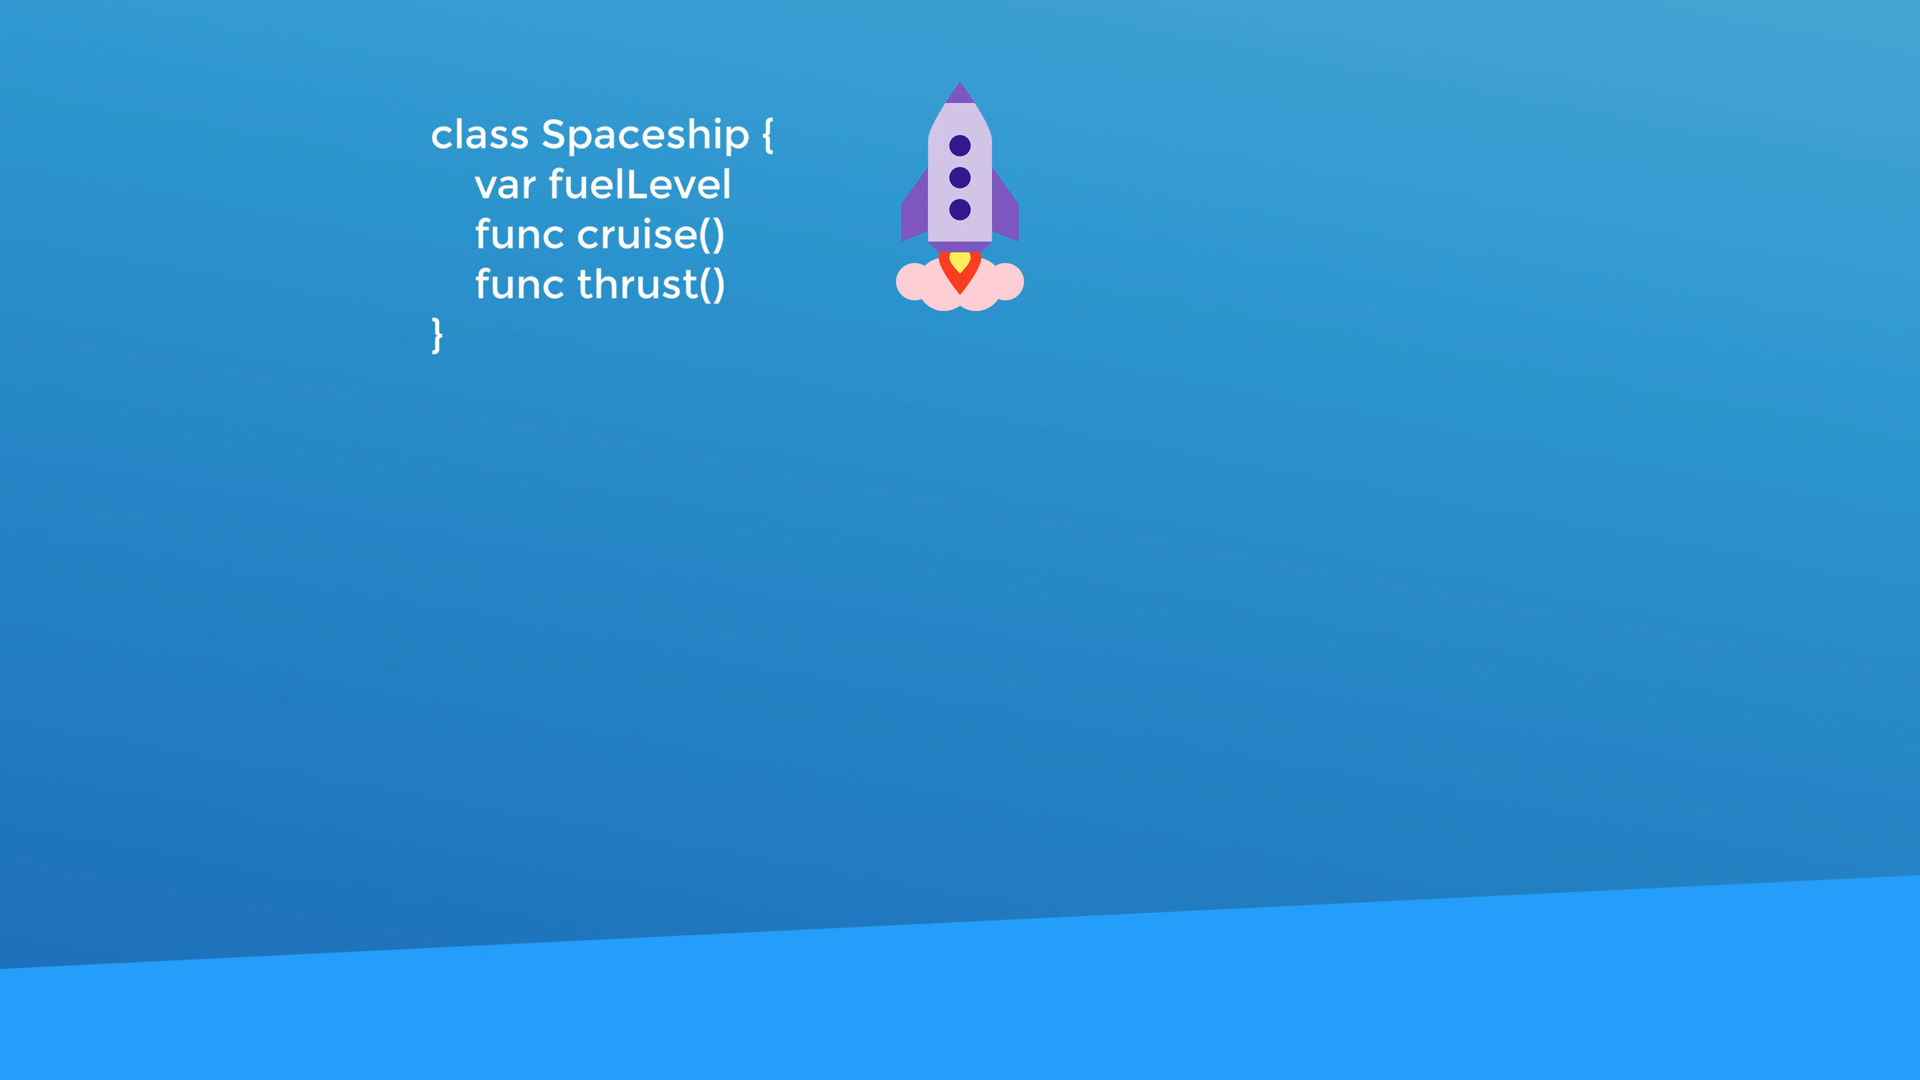 class Spaceship {
var fuelLevel
func cruise()
func thrust()
}